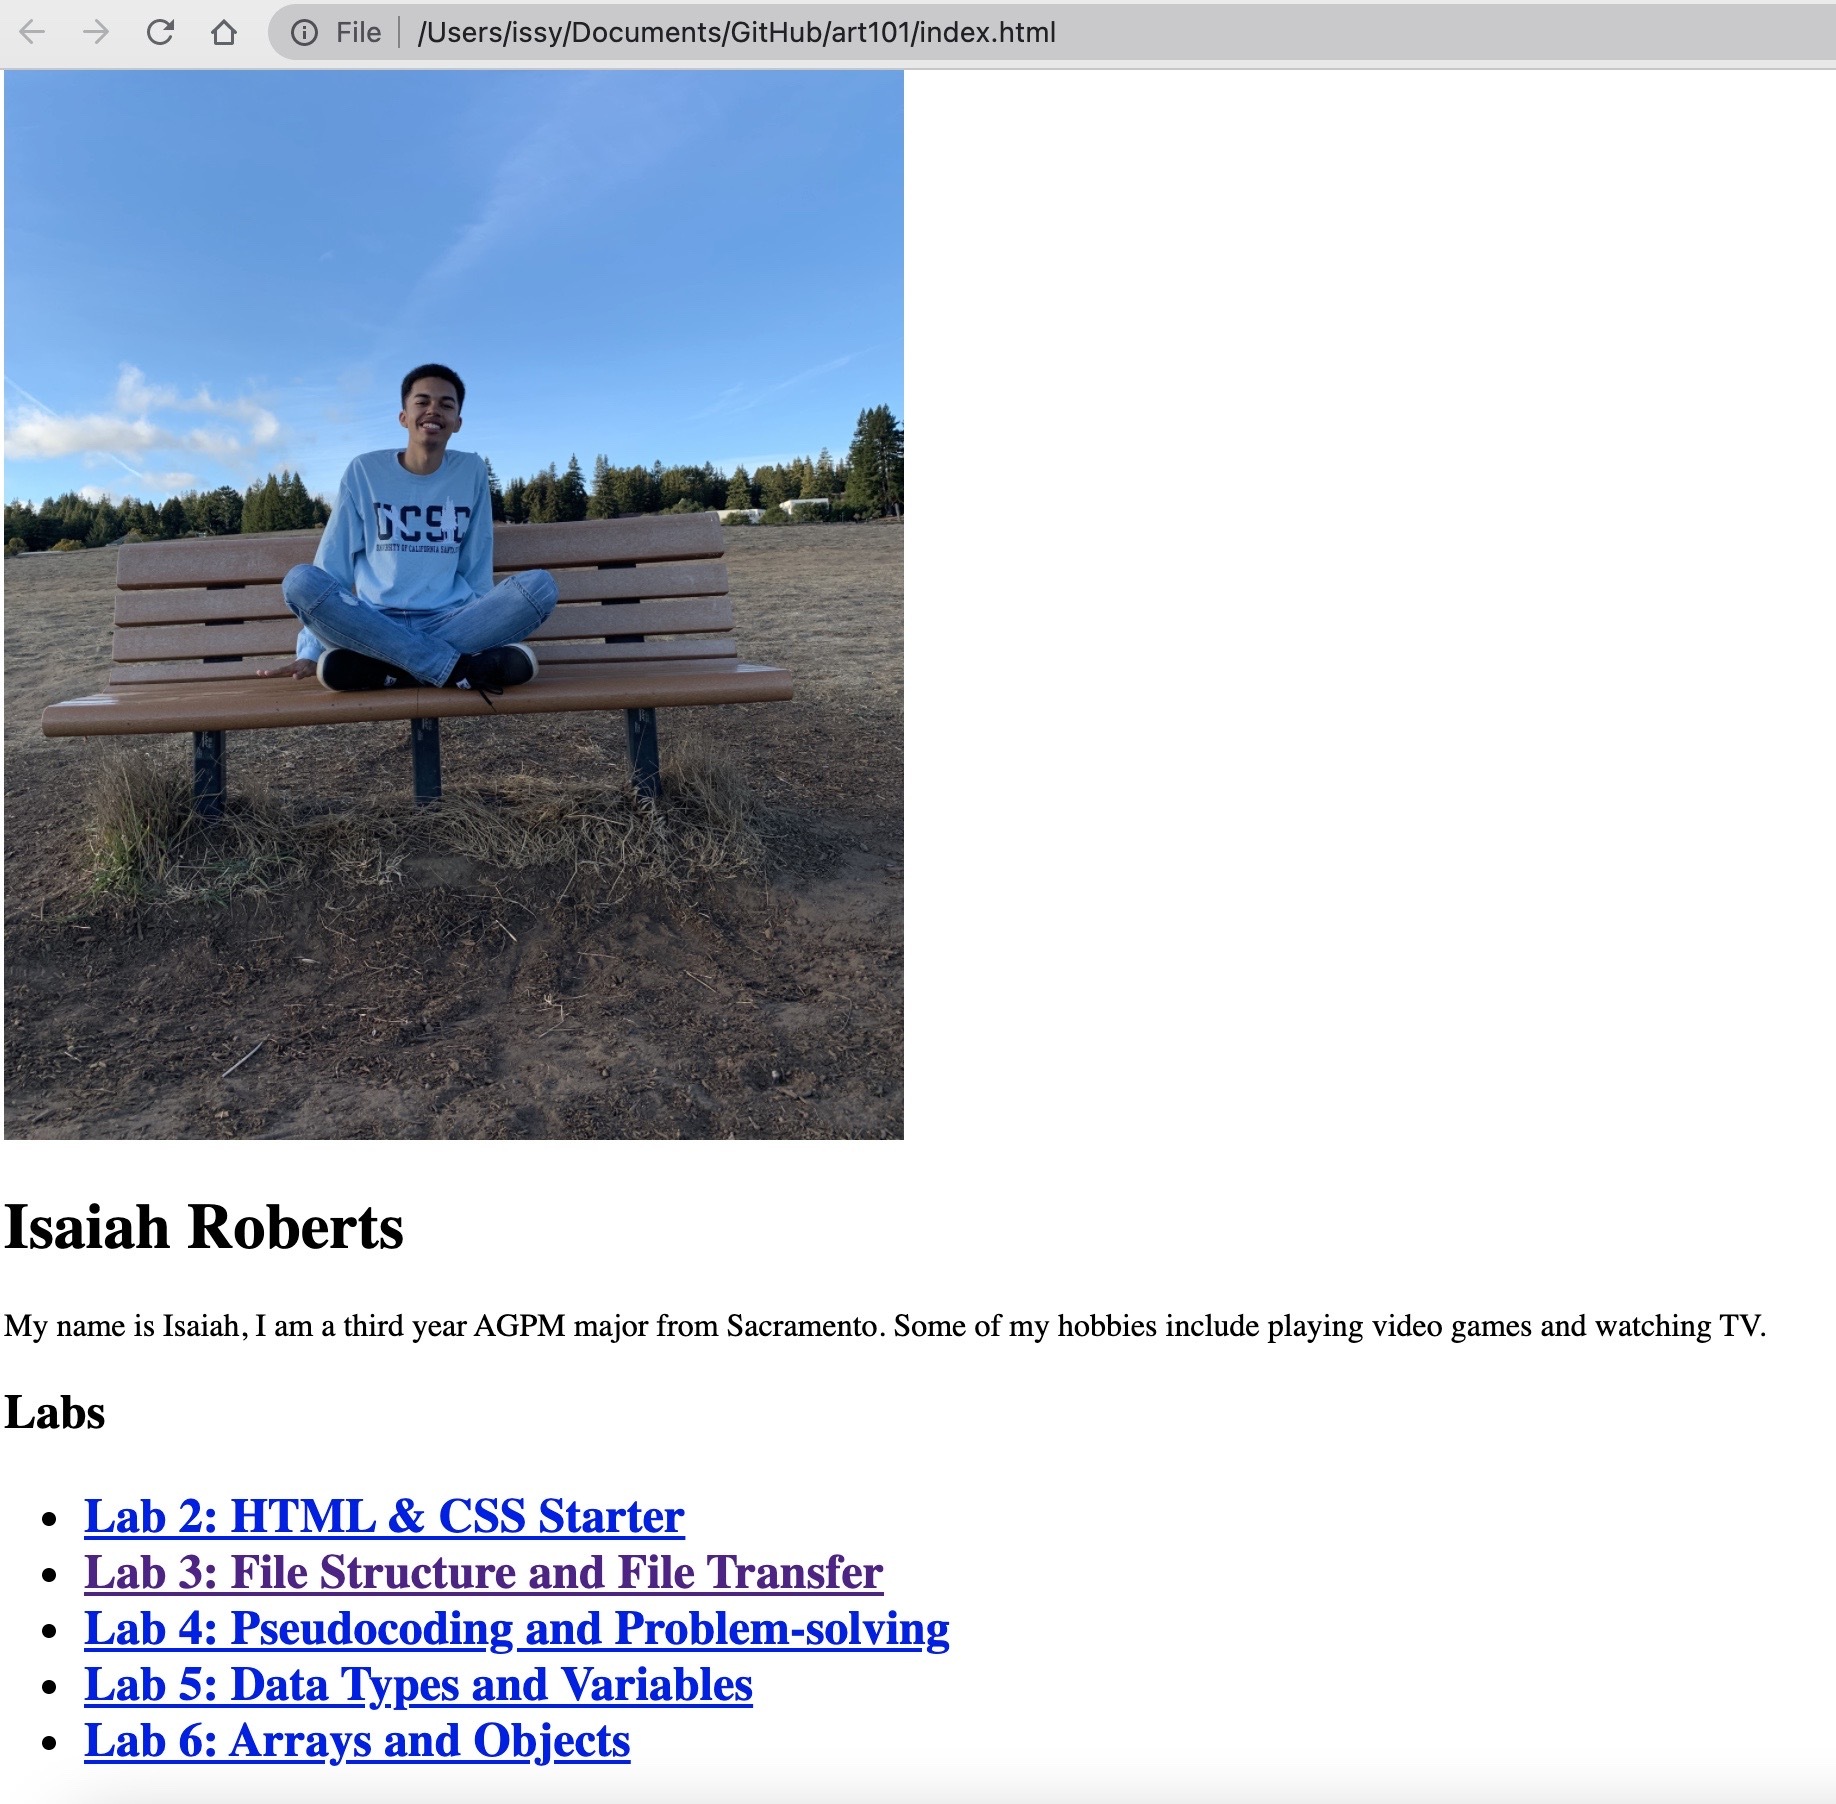 File | /Users/issy/Documents/GitHub/art101/index.html
UCSC
UNIVERSITY OF CALIFORNIA SANTA
Isaiah Roberts
My name is Isaiah, I am a third year AGPM major from Sacramento. Some of my hobbies include playing video games and watching TV.
Labs
• Lab 2: HTML & CSS Starter
• Lab 3: File Structure and File Transfer
• Lab 4: Pseudocoding and Problem-solving
• Lab 5: Data Types and Variables
• Lab 6: Arrays and Objects